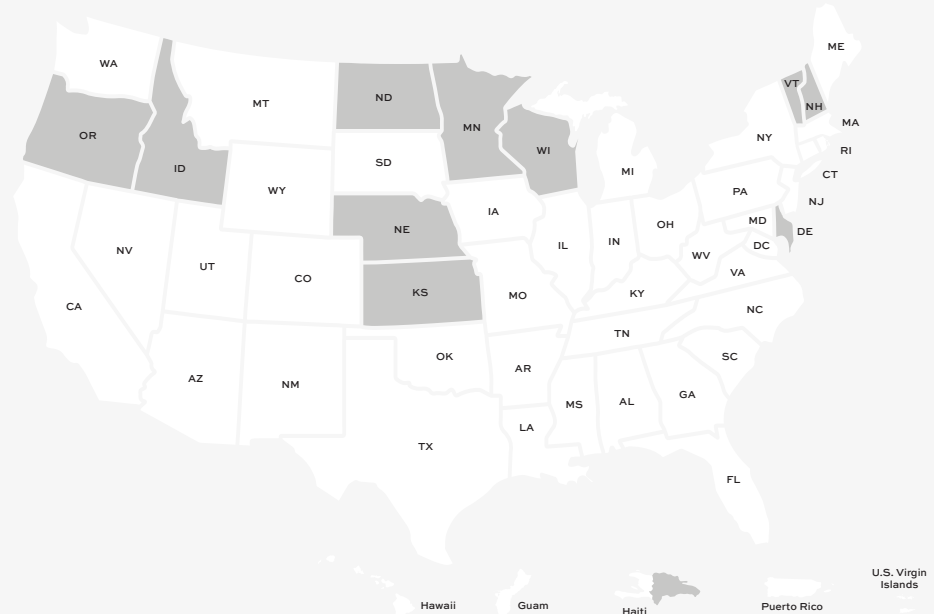 ME
WA
VT
ND
MT
NH
MN
MA
OR
NY
RI
WI
SD
ID
MI
CT
WY
PA
NJ
IA
MD
OH
NE
DE
IL
IN
DC
NV
WV
UT
VA
CO
KS
MO
KY
CA
NC
TN
OK
SC
AR
AZ
NM
GA
AL
MS
LA
TX
FL
U.S. Virgin
Islands
Hawaii
Guam
Haiti
Puerto Rico